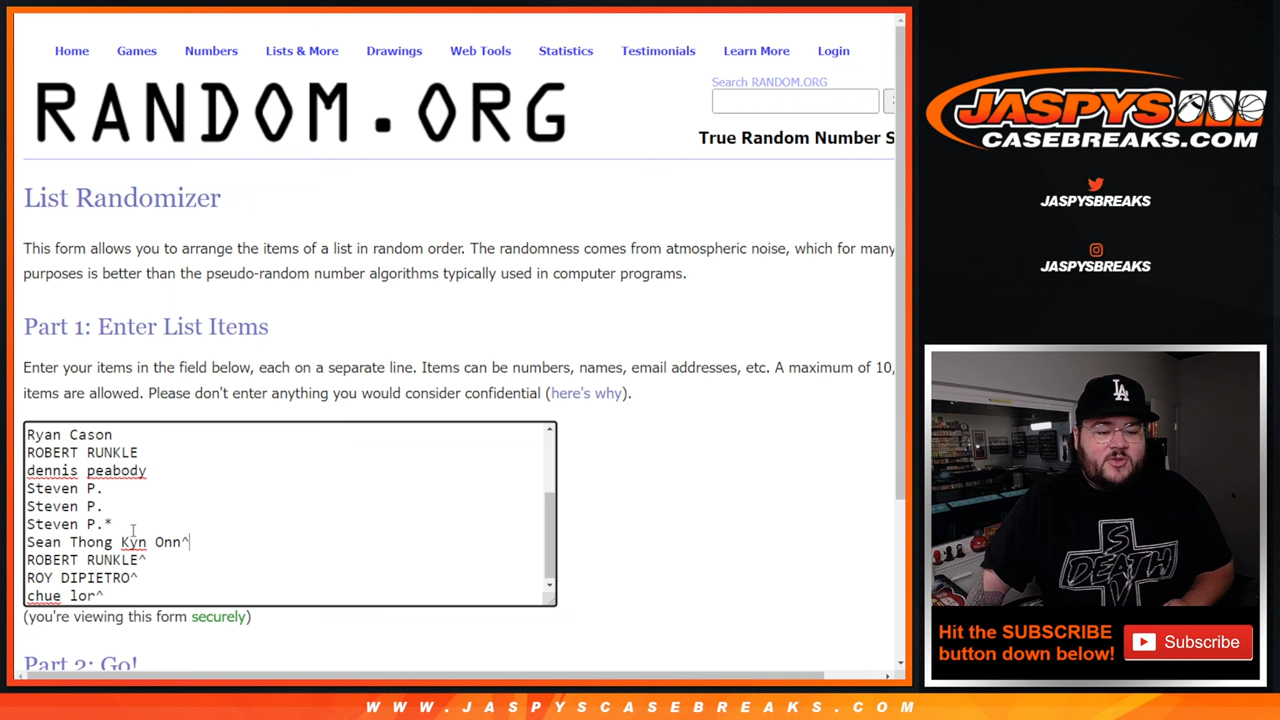 Home Games Numbers Lists & More Drawings Web Tools Statistics Testimonials Learn More Login
RANDOM.ORG
Search RANDOM.ORG
True Random Number S
List Randomizer
This form allows you to arrange the items of a list in random order. The randomness comes from atmospheric noise, which for many
purposes is better than the pseudo-random number algorithms typically used in computer programs.
Part 1: Enter List Items
Enter your items in the field below, each on a separate line. Items can be numbers, names, email addresses, etc. A maximum of 10,
items are allowed. Please don't enter anything you would consider confidential (here's why).
Ryan Cason
ROBERT RUNKLE
dennis peabody
Steven P.
Steven P.
Steven P.*
Sean Thong Kyn Onn^
ROBERT RUNKLE^
ROY DIPIETRO^
chue lor^
(you're viewing this form securely)
Part 2: Go!
JASPYS
CASEBREAKS.COM
JASPYSBREAKS
JASPYSBREAKS
LA
DEATH
Hit the SUBSCRIBE
button down below!
Subscribe
WWW.JASPYSCASEBREAKS.COM